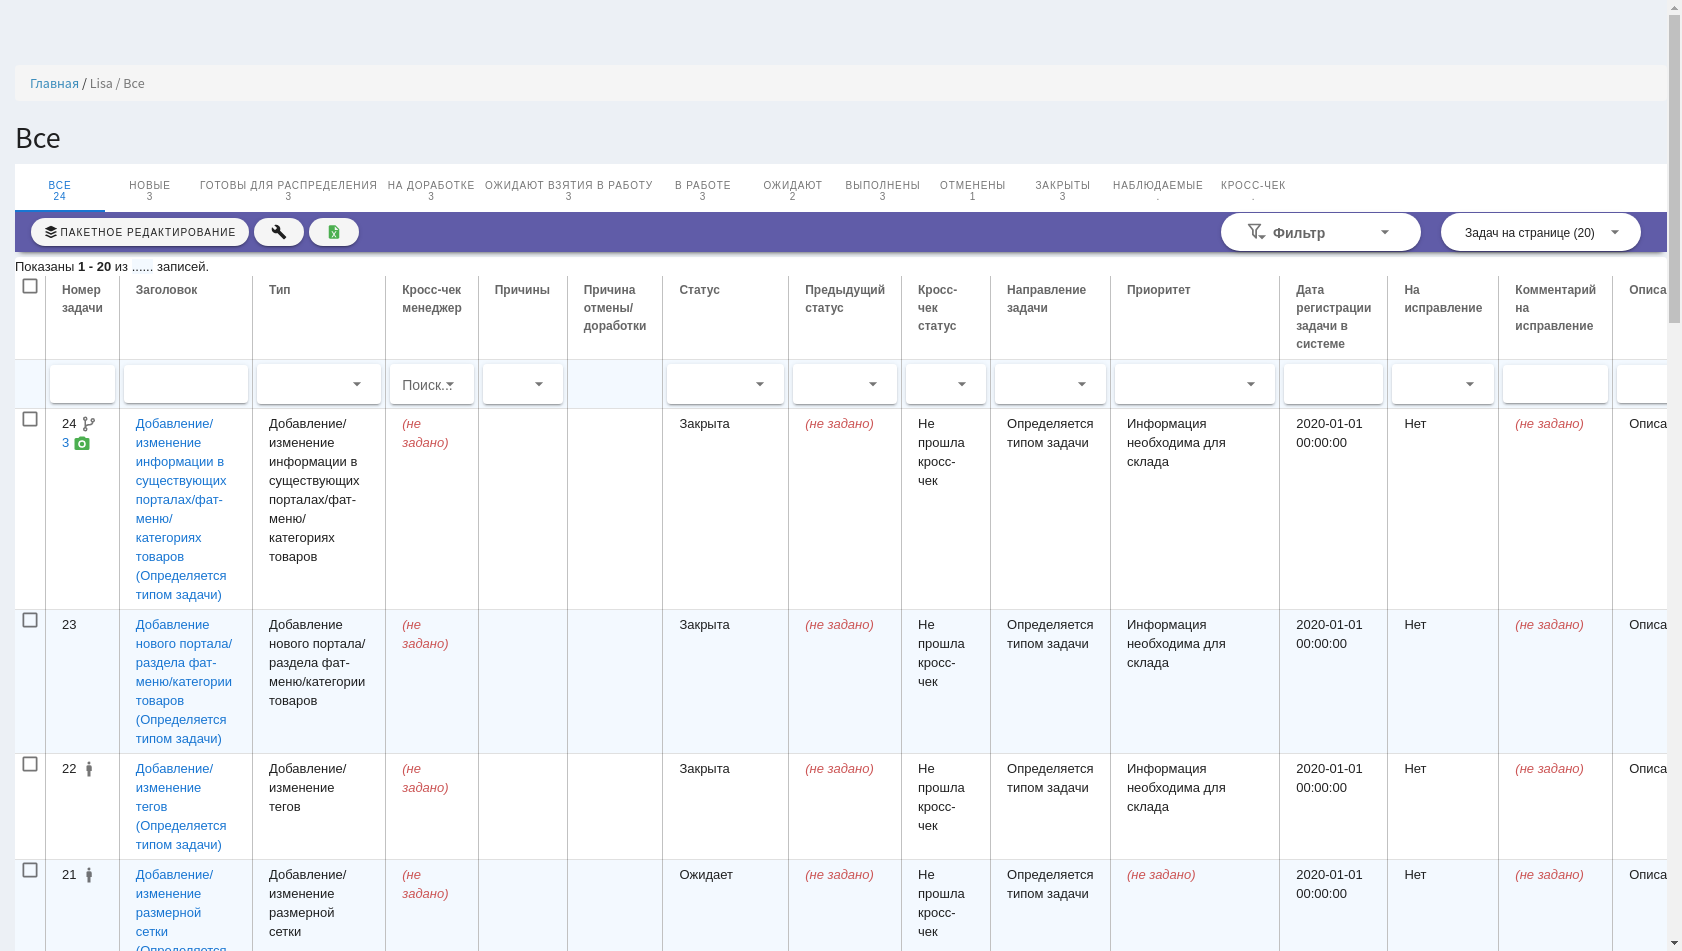 Главная / Lisa / Все
Все
ВСЕ 24
НОВЫЕ 3
ГОТОВЫ ДЛЯ РАСПРЕДЕЛЕНИЯ 3
НА ДОРАБОТКЕ 3
ОЖИДАЮТ ВЗЯТИЯ В РАБОТУ 3
В РАБОТЕ 3
ОЖИДАЮТ 2
ВЫПОЛНЕНЫ 3
ОТМЕНЕНЫ 1
ЗАКРЫТЫ 3
НАБЛЮДАЕМЫЕ .
КРОСС-ЧЕК .
ПАКЕТНОЕ РЕДАКТИРОВАНИЕ
Фильтр
Задач на странице (20)
Показаны 1 - 20 из ...... записей.
Номер
задачи
Заголовок
Тип
Кросс-чек
менеджер
Причины
Причина
отмены/
доработки
Статус
Предыдущий
статус
Кросс-
чек
статус
Направление
задачи
Приоритет
Дата
регистрации
задачи в
системе
На
исправление
Комментарий
на
исправление
Описа
Поиск...
24
3
Добавление/
изменение
информации в
существующих
порталах/фат-
меню/
категориях
товаров
(Определяется
типом задачи)
Добавление/
изменение
информации в
существующих
порталах/фат-
меню/
категориях
товаров
(не
задано)
Закрыта
(не задано)
Не
прошла
кросс-
чек
Определяется
типом задачи
Информация
необходима для
склада
2020-01-01
00:00:00
Нет
(не задано)
Описа
23
Добавление
нового портала/
раздела фат-
меню/категории
товаров
(Определяется
типом задачи)
Добавление
нового портала/
раздела фат-
меню/категории
товаров
(не
задано)
Закрыта
(не задано)
Не
прошла
кросс-
чек
Определяется
типом задачи
Информация
необходима для
склада
2020-01-01
00:00:00
Нет
(не задано)
Описа
22
Добавление/
изменение
тегов
(Определяется
типом задачи)
Добавление/
изменение
тегов
(не
задано)
Закрыта
(не задано)
Не
прошла
кросс-
чек
Определяется
типом задачи
Информация
необходима для
склада
2020-01-01
00:00:00
Нет
(не задано)
Описа
21
Добавление/
изменение
размерной
сетки
(Определяется
Добавление/
изменение
размерной
сетки
(не
задано)
Ожидает
(не задано)
Не
прошла
кросс-
чек
Определяется
типом задачи
(не задано)
2020-01-01
00:00:00
Нет
(не задано)
Описа